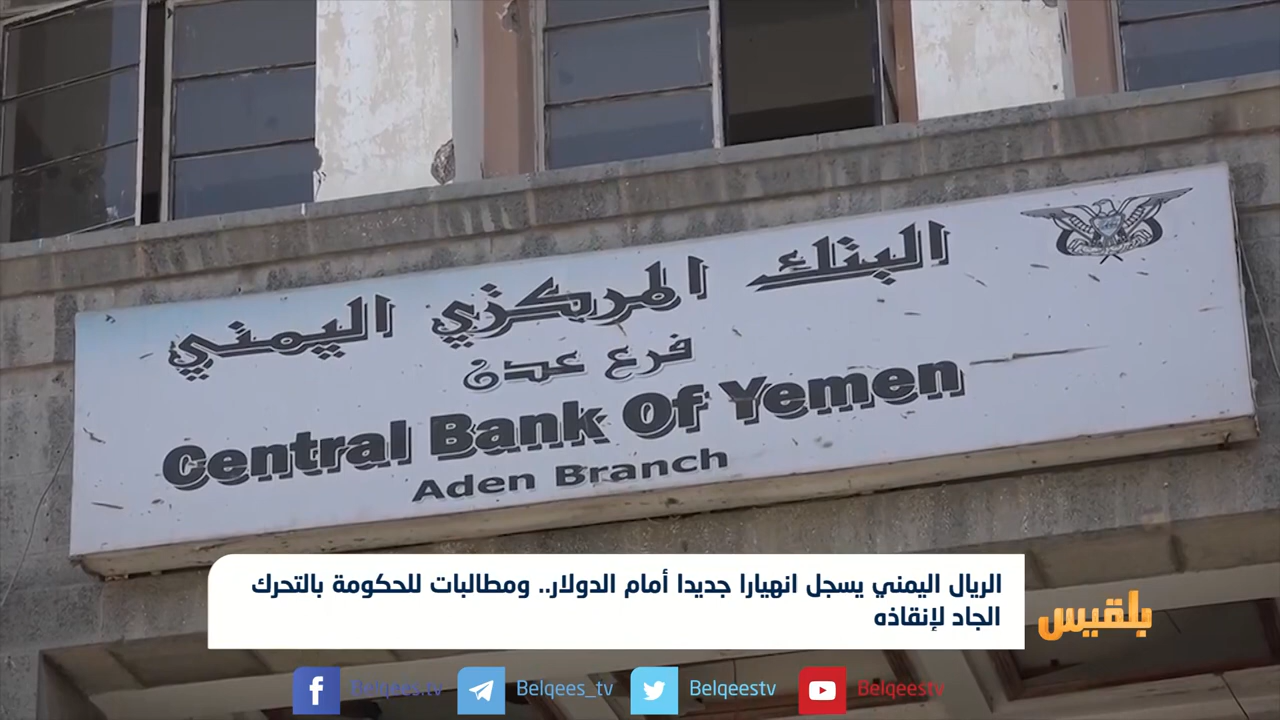 البنك المركزي اليمني
فرع عدن
Central Bank Of Yemen
Aden Branch
الريال اليمني يسجل انهيارا جديدا أمام الدولار.. ومطالبات للحكومة بالتحرك
الجاد لإنقاذه
بلقيس
Belqees.tv
Belqees_tv
Belqeestv
Belqeestv